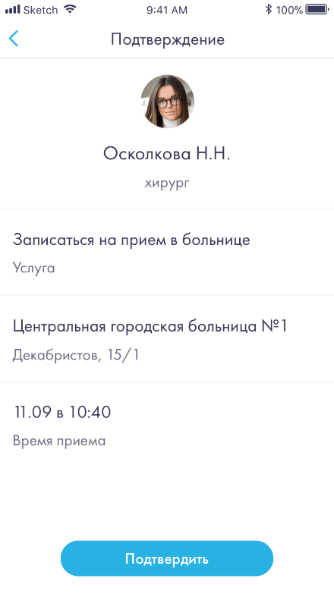 Sketch 9:41 AM 100%
Подтверждение
Осколкова Н.Н.
хирург
Записаться на прием в больнице
Услуга
Центральная городская больница №1
Декабристов, 15/1
11.09 в 10:40
Время приема
Подтвердить